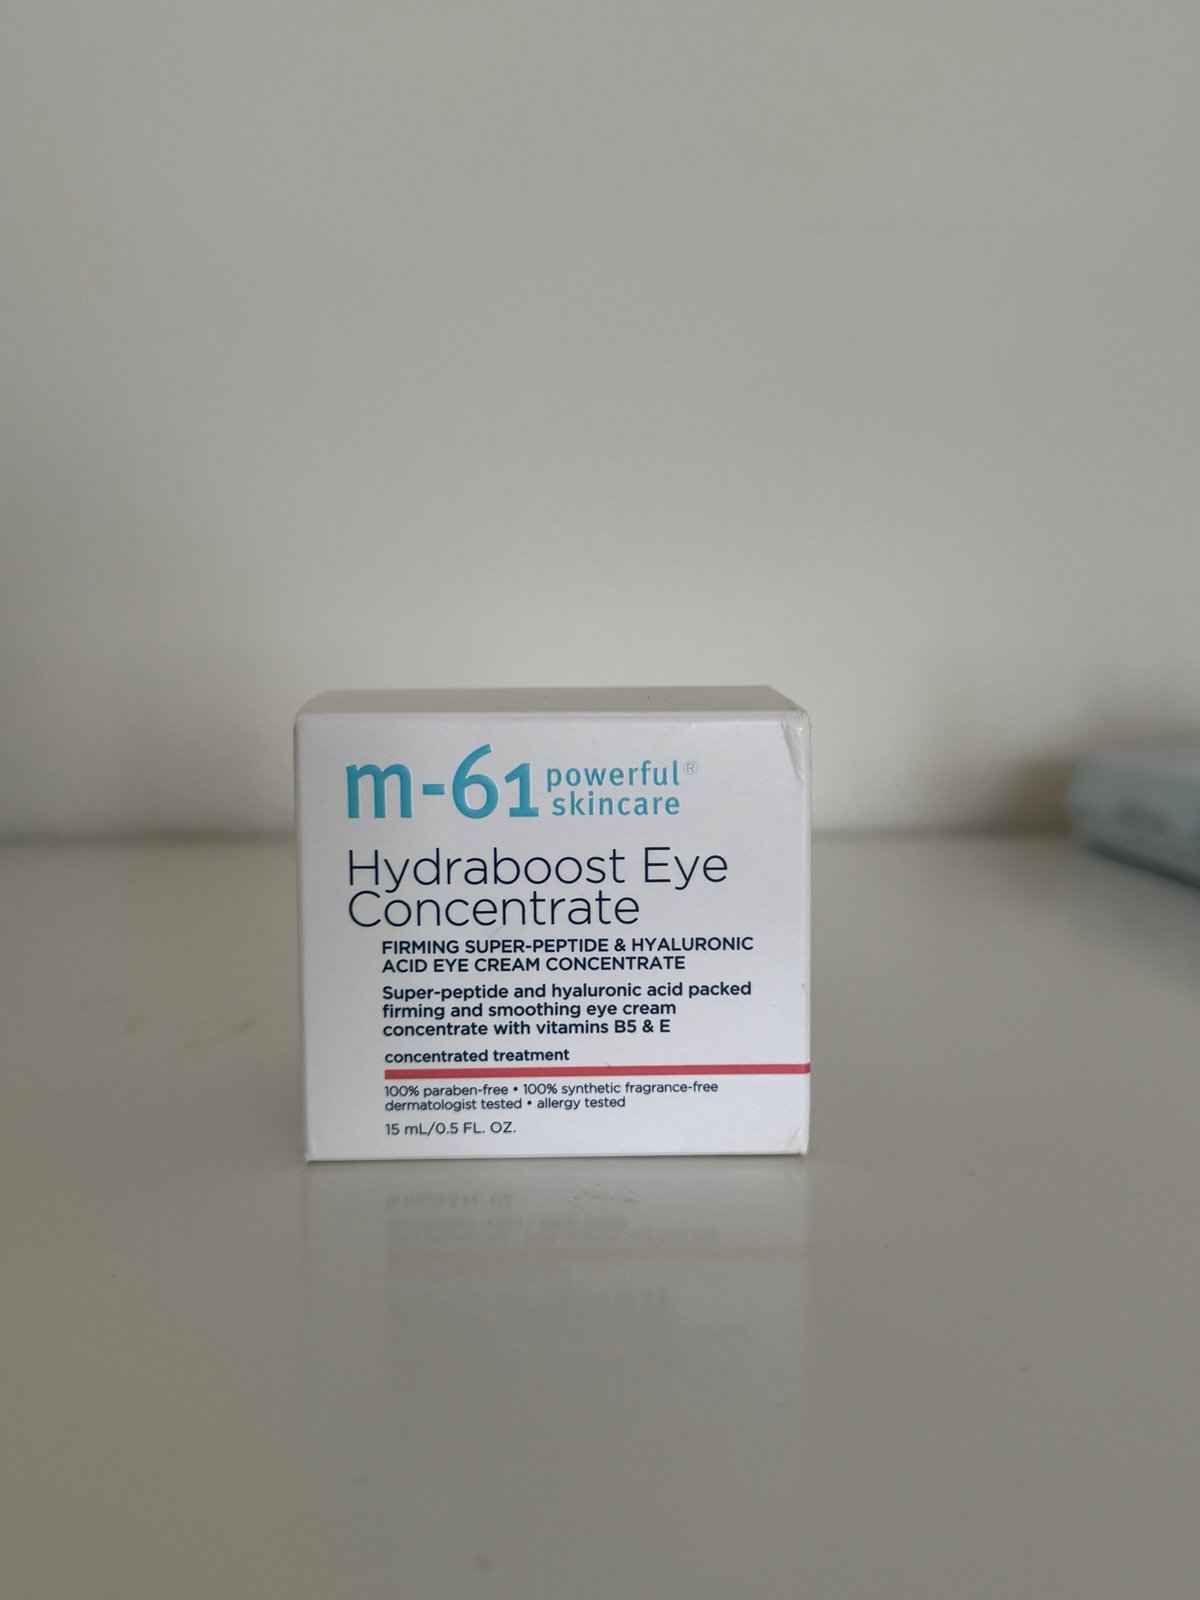 m-61 powerful®
skincare
Hydraboost Eye
Concentrate
FIRMING SUPER-PEPTIDE & HYALURONIC
ACID EYE CREAM CONCENTRATE
Super-peptide and hyaluronic acid packed
firming and smoothing eye cream
concentrate with vitamins B5 & E
concentrated treatment
100% paraben-free • 100% synthetic fragrance-free
dermatologist tested • allergy tested
15 mL/0.5 FL. OZ.